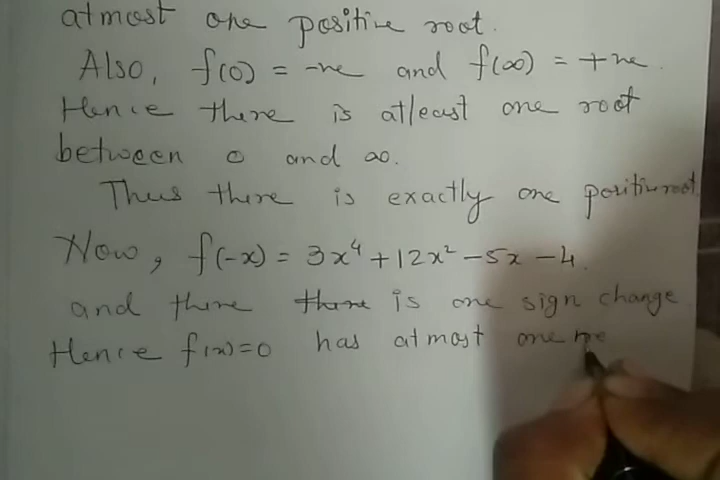 atmost one positive root.
Also, f(0) = -ve and f(∞) = +ve.
Hence there is atleast one root
between 0 and ∞.
Thus there is exactly one positive root.
Now, f(-x) = 3x⁴ + 12x² - 5x - 4.
and there there is one sign change.
Hence f(x)=0 has atmost one ne